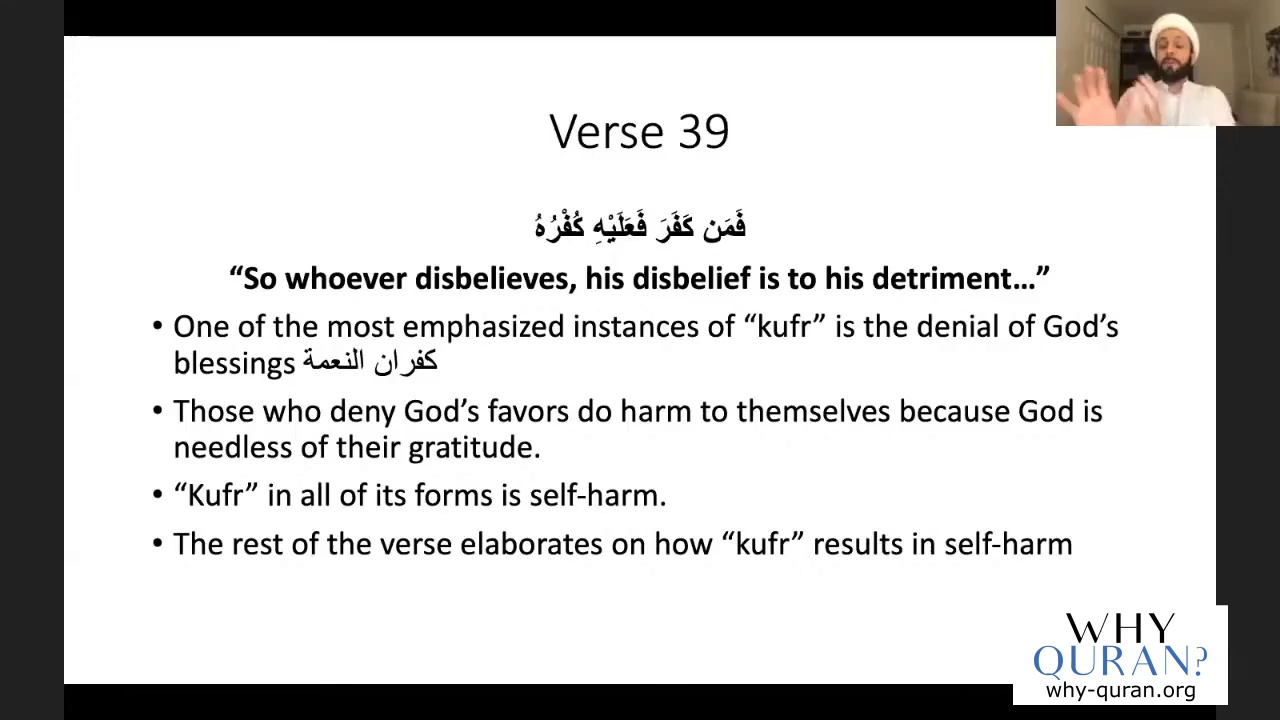 Verse 39
فَمَن كَفَرَ فَعَلَيْهِ كُفْرُهُ
“So whoever disbelieves, his disbelief is to his detriment…”
• One of the most emphasized instances of “kufr” is the denial of God’s
blessings كفران النعمة
• Those who deny God’s favors do harm to themselves because God is
needless of their gratitude.
• “Kufr” in all of its forms is self-harm.
• The rest of the verse elaborates on how “kufr” results in self-harm
WHY
QURAN?
why-quran.org